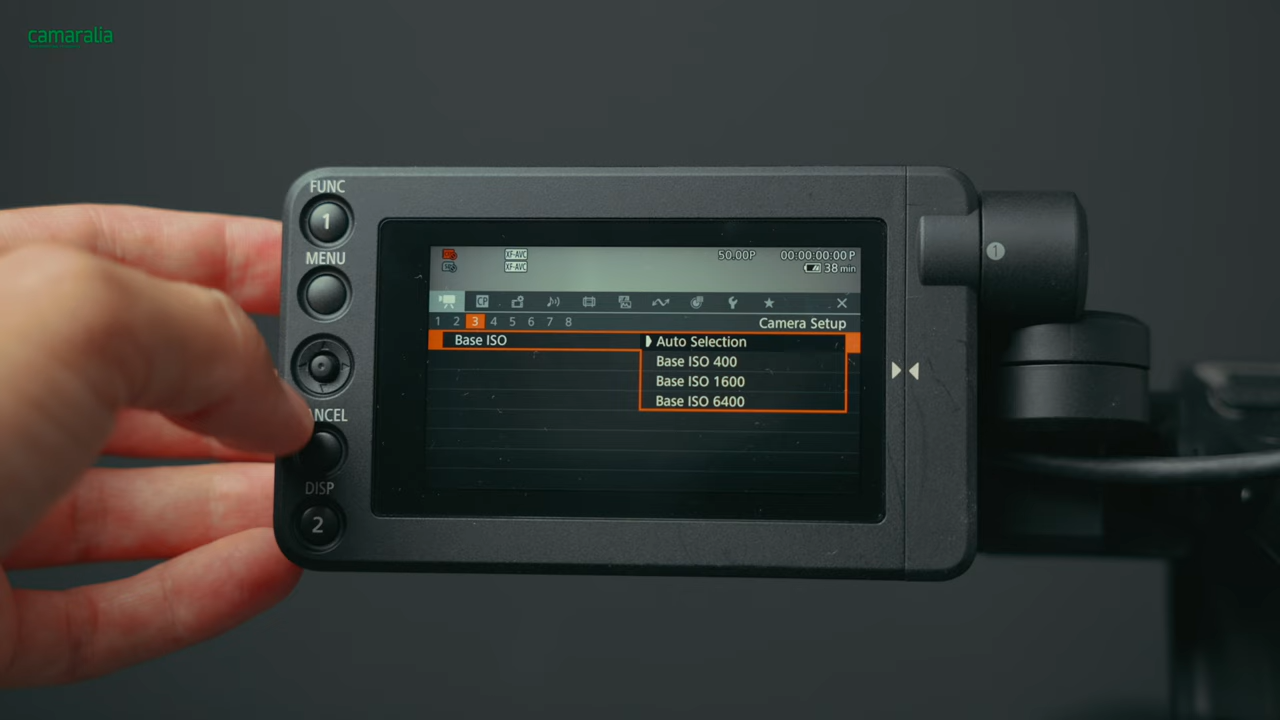 camaralia
FUNC
1
MENU
ANCEL
DISP
2
XF-AVC
XF-AVC
50.00P
00:00:00:00 P
38 min
1 2 3 4 5 6 7 8
Camera Setup
Base ISO
Auto Selection
Base ISO 400
Base ISO 1600
Base ISO 6400
1